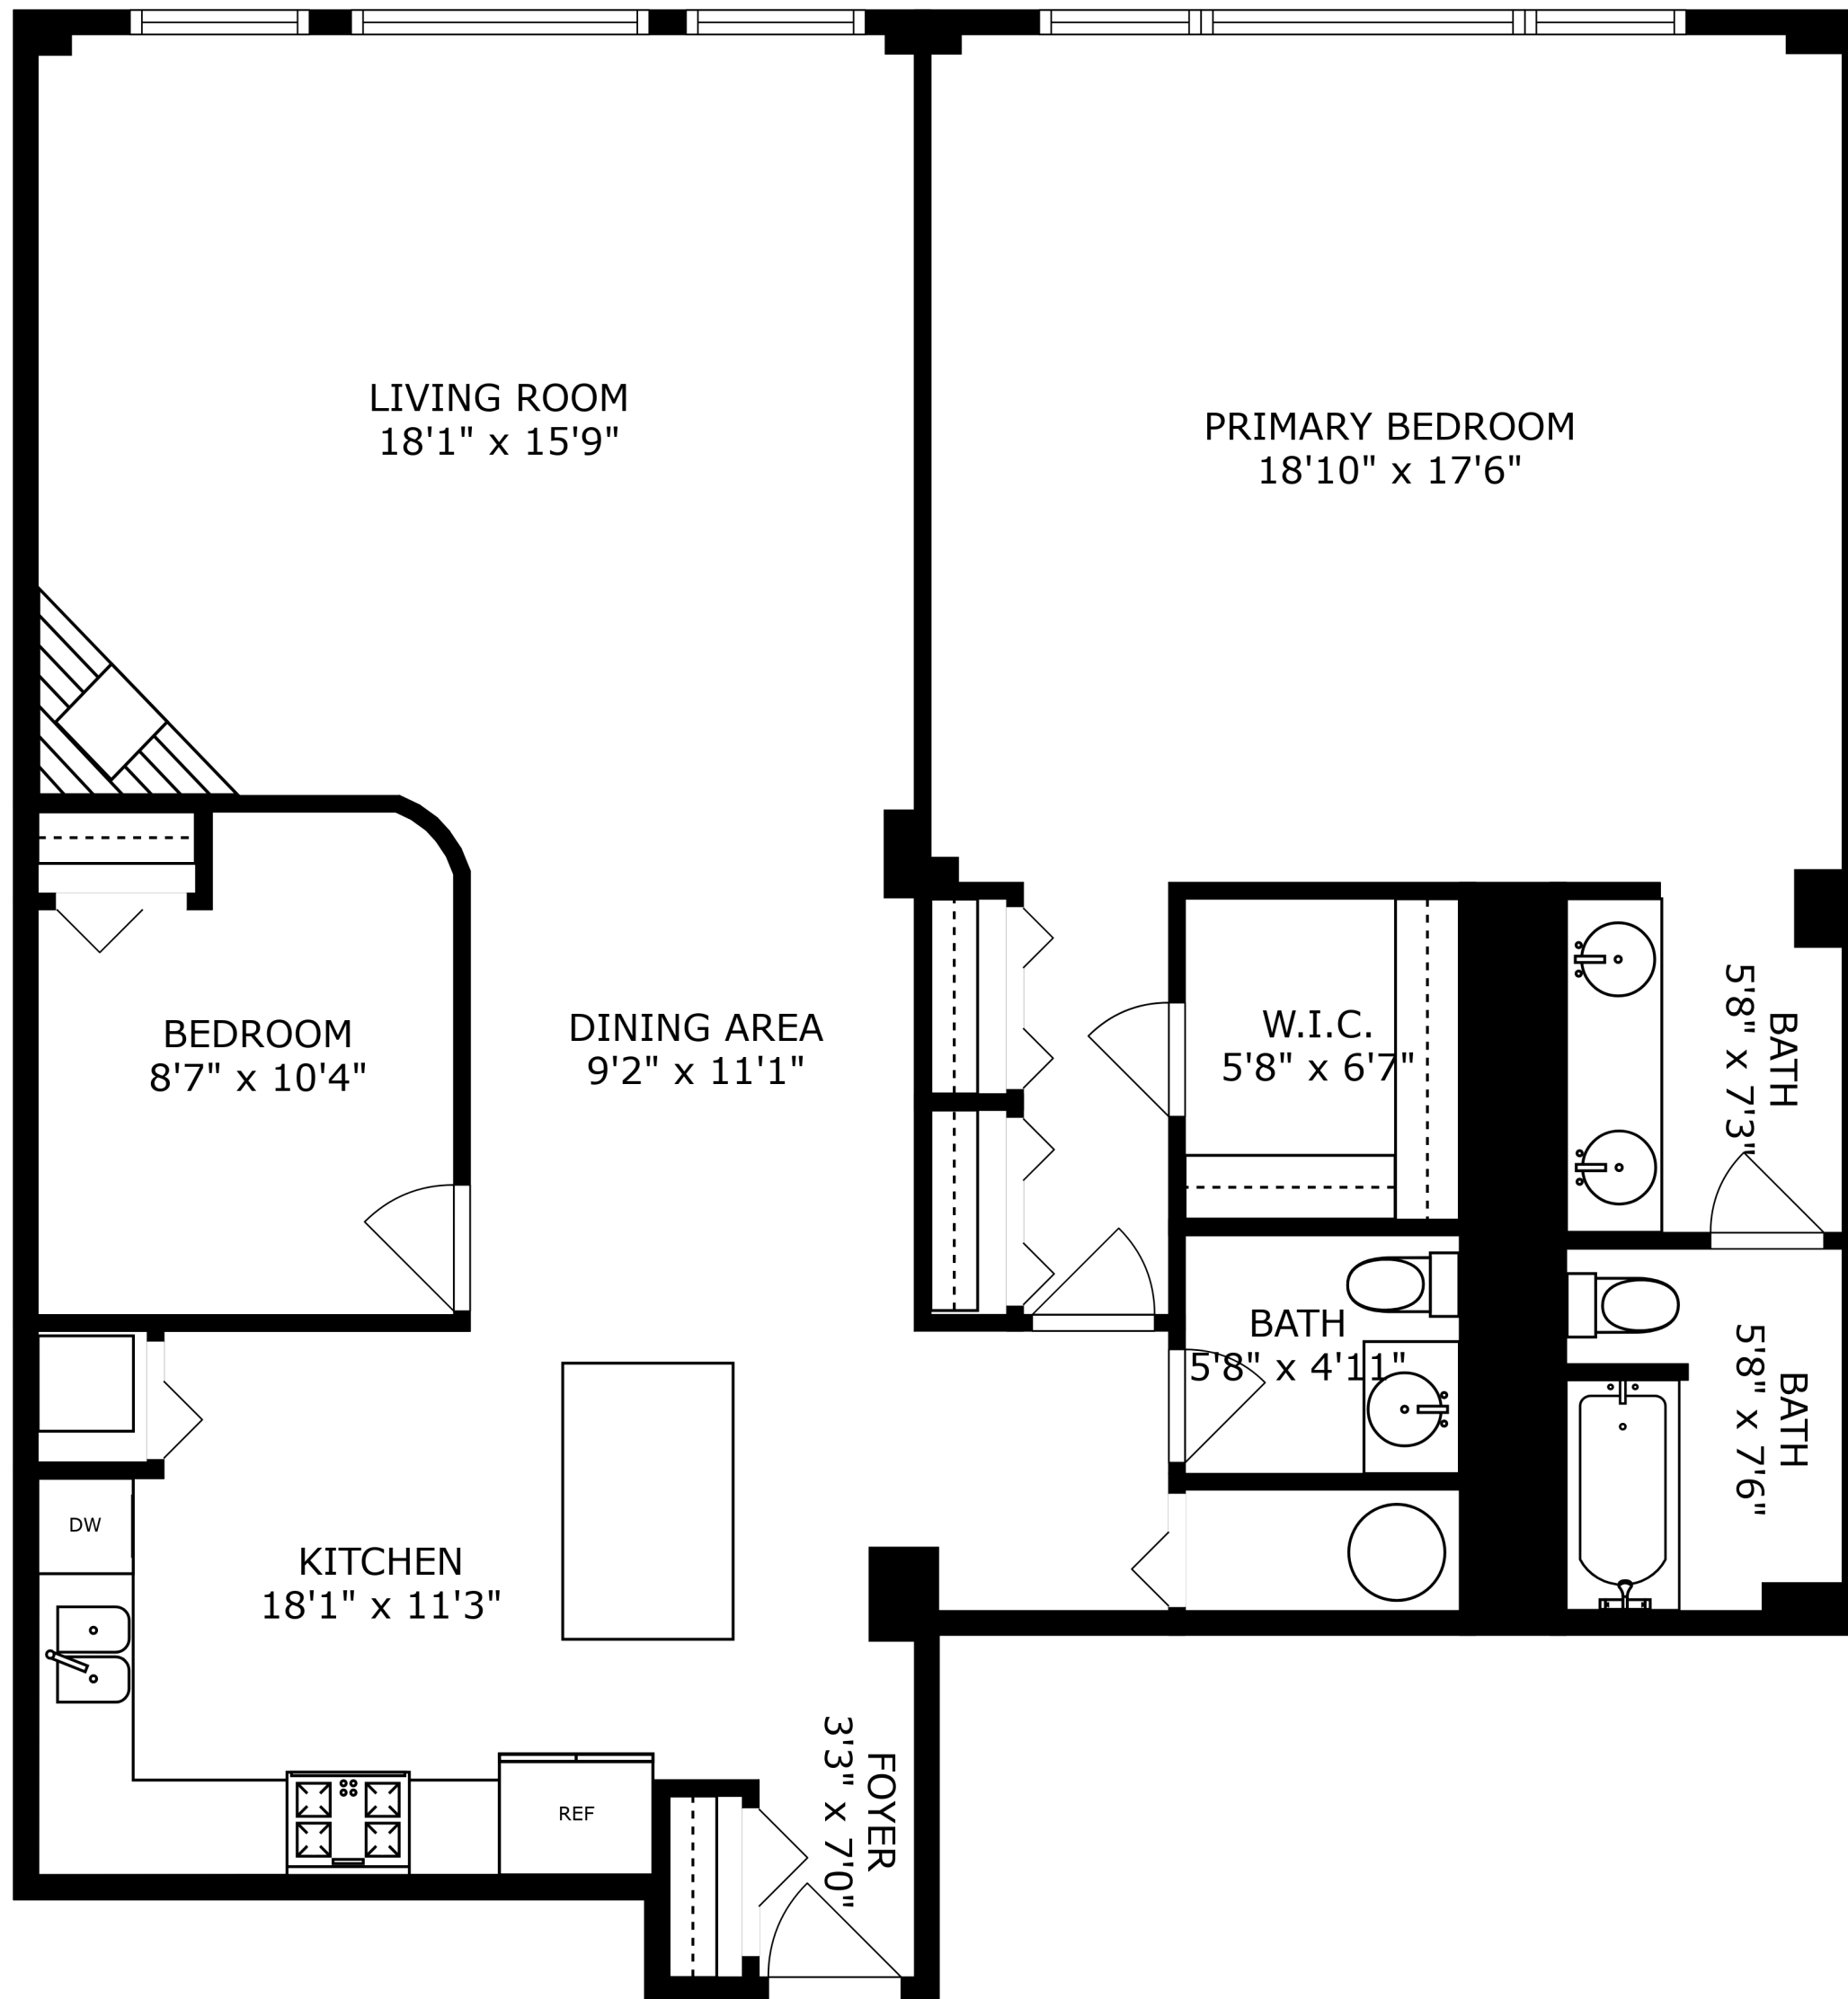 LIVING ROOM
18'1" x 15'9"
PRIMARY BEDROOM
18'10" x 17'6"
BEDROOM
8'7" x 10'4"
DINING AREA
9'2" x 11'1"
W.I.C.
5'8" x 6'7"
BATH
5'8" x 7'3"
BATH
5'8" x 4'11"
BATH
5'8" x 7'6"
DW
KITCHEN
18'1" x 11'3"
REF
FOYER
3'3" x 7'0"